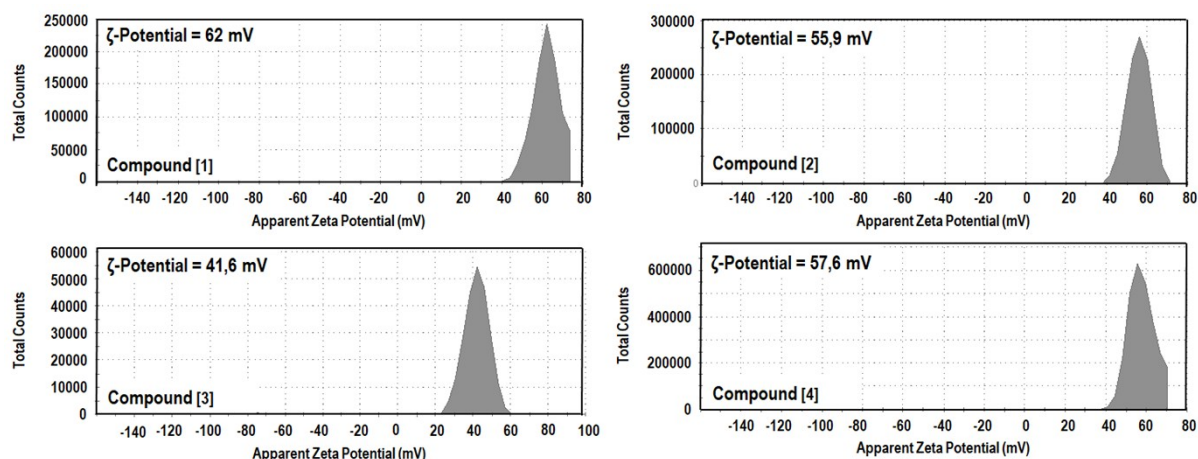 250000
200000
150000
100000
50000
0
Total Counts
ζ-Potential = 62 mV
Compound [1]
-140 -120 -100 -80 -60 -40 -20 0 20 40 60 80
Apparent Zeta Potential (mV)
300000
200000
100000
0
Total Counts
ζ-Potential = 55,9 mV
Compound [2]
-140 -120 -100 -80 -60 -40 -20 0 20 40 60 80
Apparent Zeta Potential (mV)
60000
50000
40000
30000
20000
10000
0
Total Counts
ζ-Potential = 41,6 mV
Compound [3]
-140 -120 -100 -80 -60 -40 -20 0 20 40 60 80 100
Apparent Zeta Potential (mV)
600000
400000
200000
0
Total Counts
ζ-Potential = 57,6 mV
Compound [4]
-140 -120 -100 -80 -60 -40 -20 0 20 40 60 80
Apparent Zeta Potential (mV)